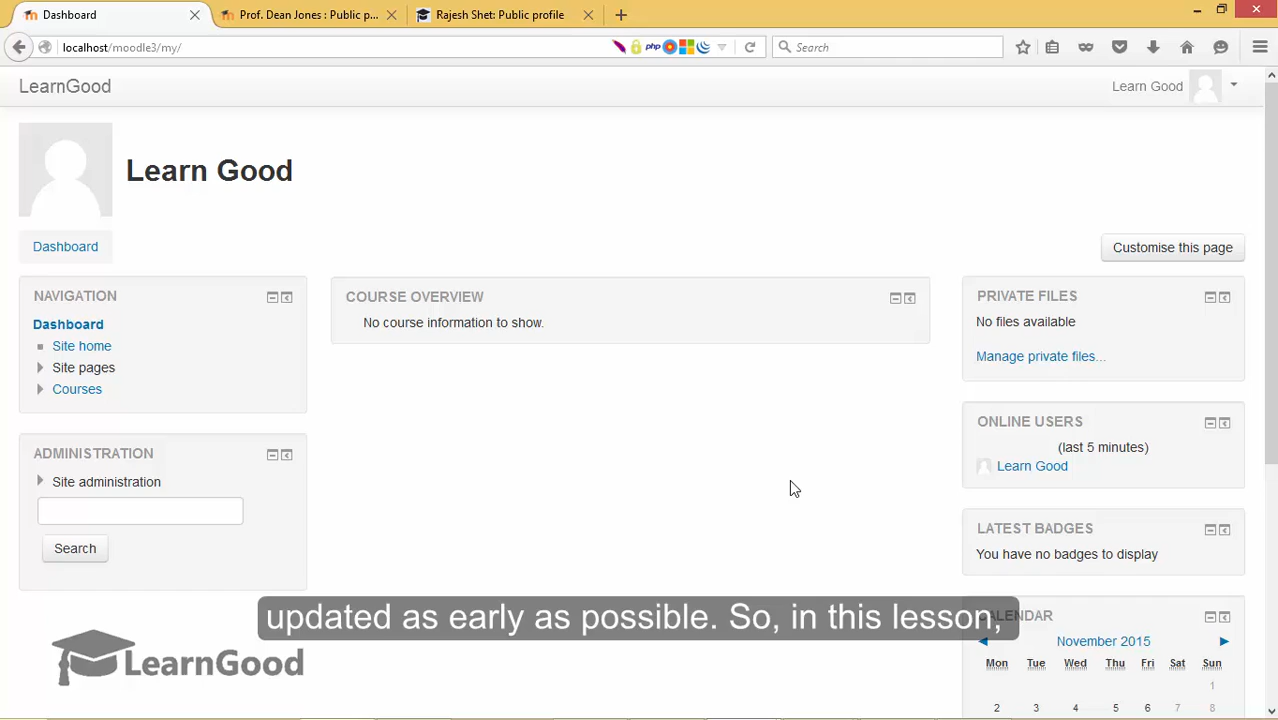 Dashboard
Prof. Dean Jones : Public p...
Rajesh Shet: Public profile
localhost/moodle3/my/
php
Search
LearnGood
Learn Good
Learn Good
Dashboard
Customise this page
NAVIGATION
Dashboard
Site home
Site pages
Courses
COURSE OVERVIEW
No course information to show.
PRIVATE FILES
No files available
Manage private files...
ONLINE USERS
(last 5 minutes)
Learn Good
ADMINISTRATION
Site administration
Search
LATEST BADGES
You have no badges to display
updated as early as possible. So, in this lesson,
LearnGood
November 2015
Mon Tue Wed Thu Fri Sat Sun
1
2 3 4 5 6 7 8